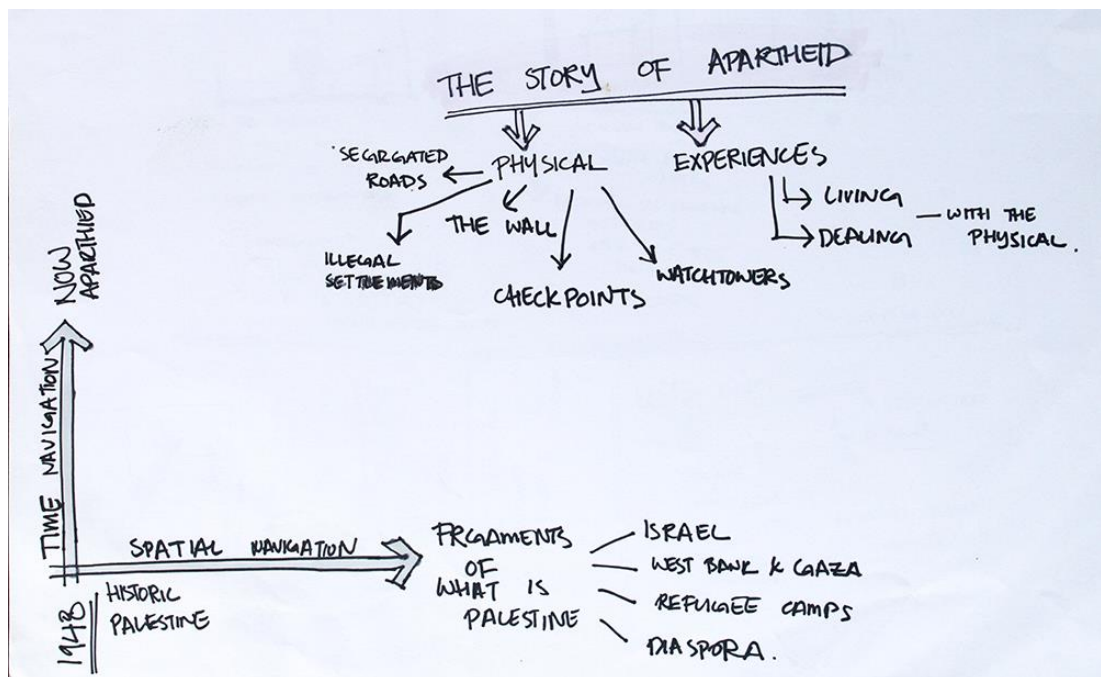 THE STORY OF APARTHEID
PHYSICAL
SEGRGATED
ROADS
ILLEGAL
SETTLEMENTS
THE WALL
CHECKPOINTS
WATCHTOWERS
EXPERIENCES
LIVING
DEALING
— WITH THE
PHYSICAL.
NOW
APARTHIED
TIME NAVIGATION
1948
HISTORIC
PALESTINE
SPATIAL NAVIGATION
FRGAMENTS
OF
WHAT IS
PALESTINE
ISRAEL
WEST BANK & GAZA
REFUGEE CAMPS
DIASPORA.